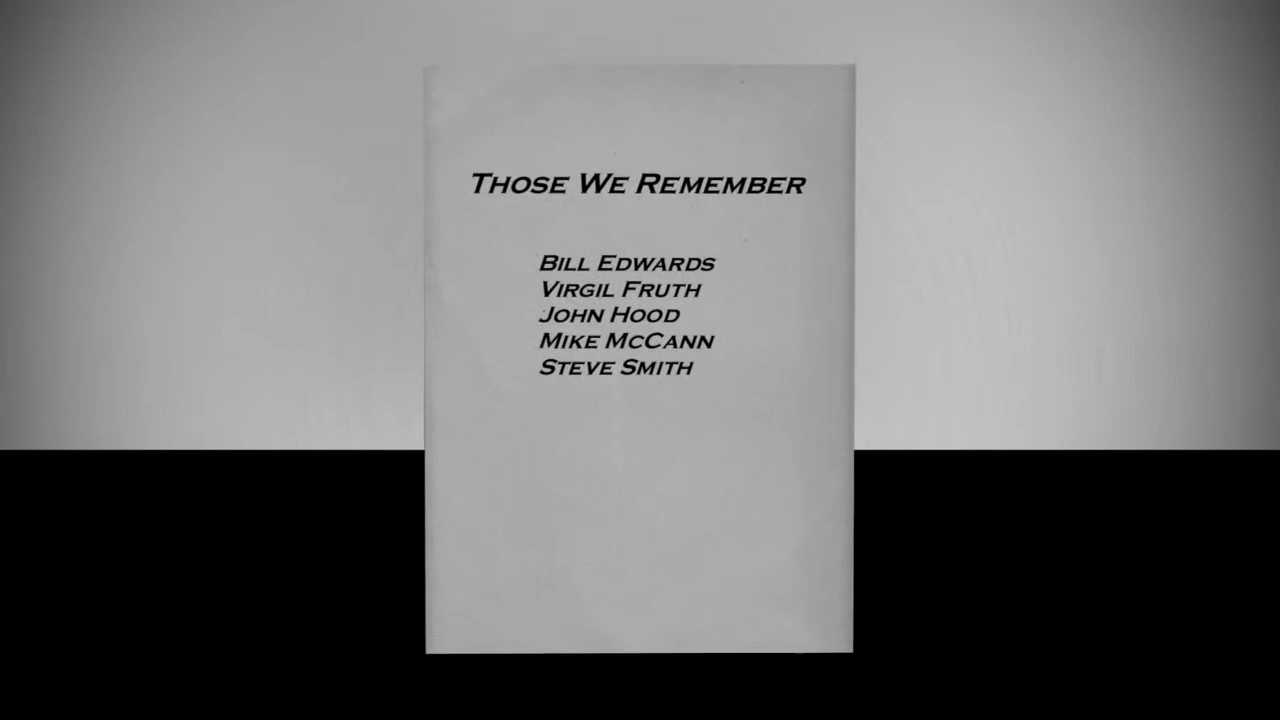 Those We Remember
Bill Edwards
Virgil Fruth
John Hood
Mike McCann
Steve Smith